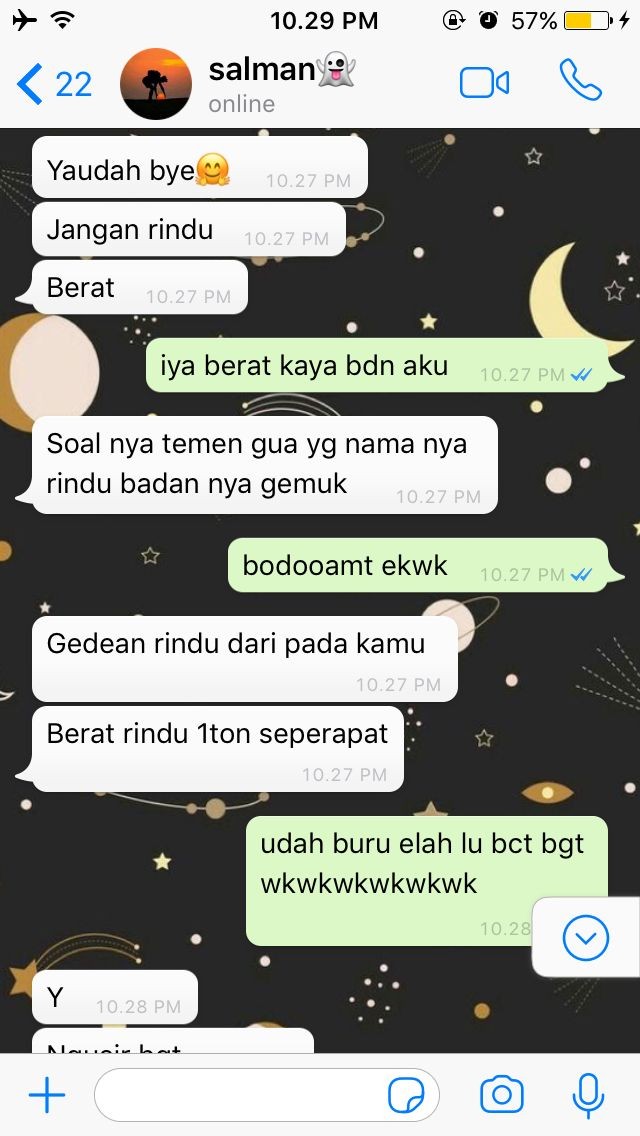 10.29 PM
57%
22
salman👻
online
Yaudah bye🤗
10.27 PM
Jangan rindu
10.27 PM
Berat
10.27 PM
iya berat kaya bdn aku
10.27 PM
Soal nya temen gua yg nama nya
rindu badan nya gemuk
10.27 PM
bodooamt ekwk
10.27 PM
Gedean rindu dari pada kamu
10.27 PM
Berat rindu 1ton seperapat
10.27 PM
udah buru elah lu bct bgt
wkwkwkwkwkwk
10.28
Y
10.28 PM